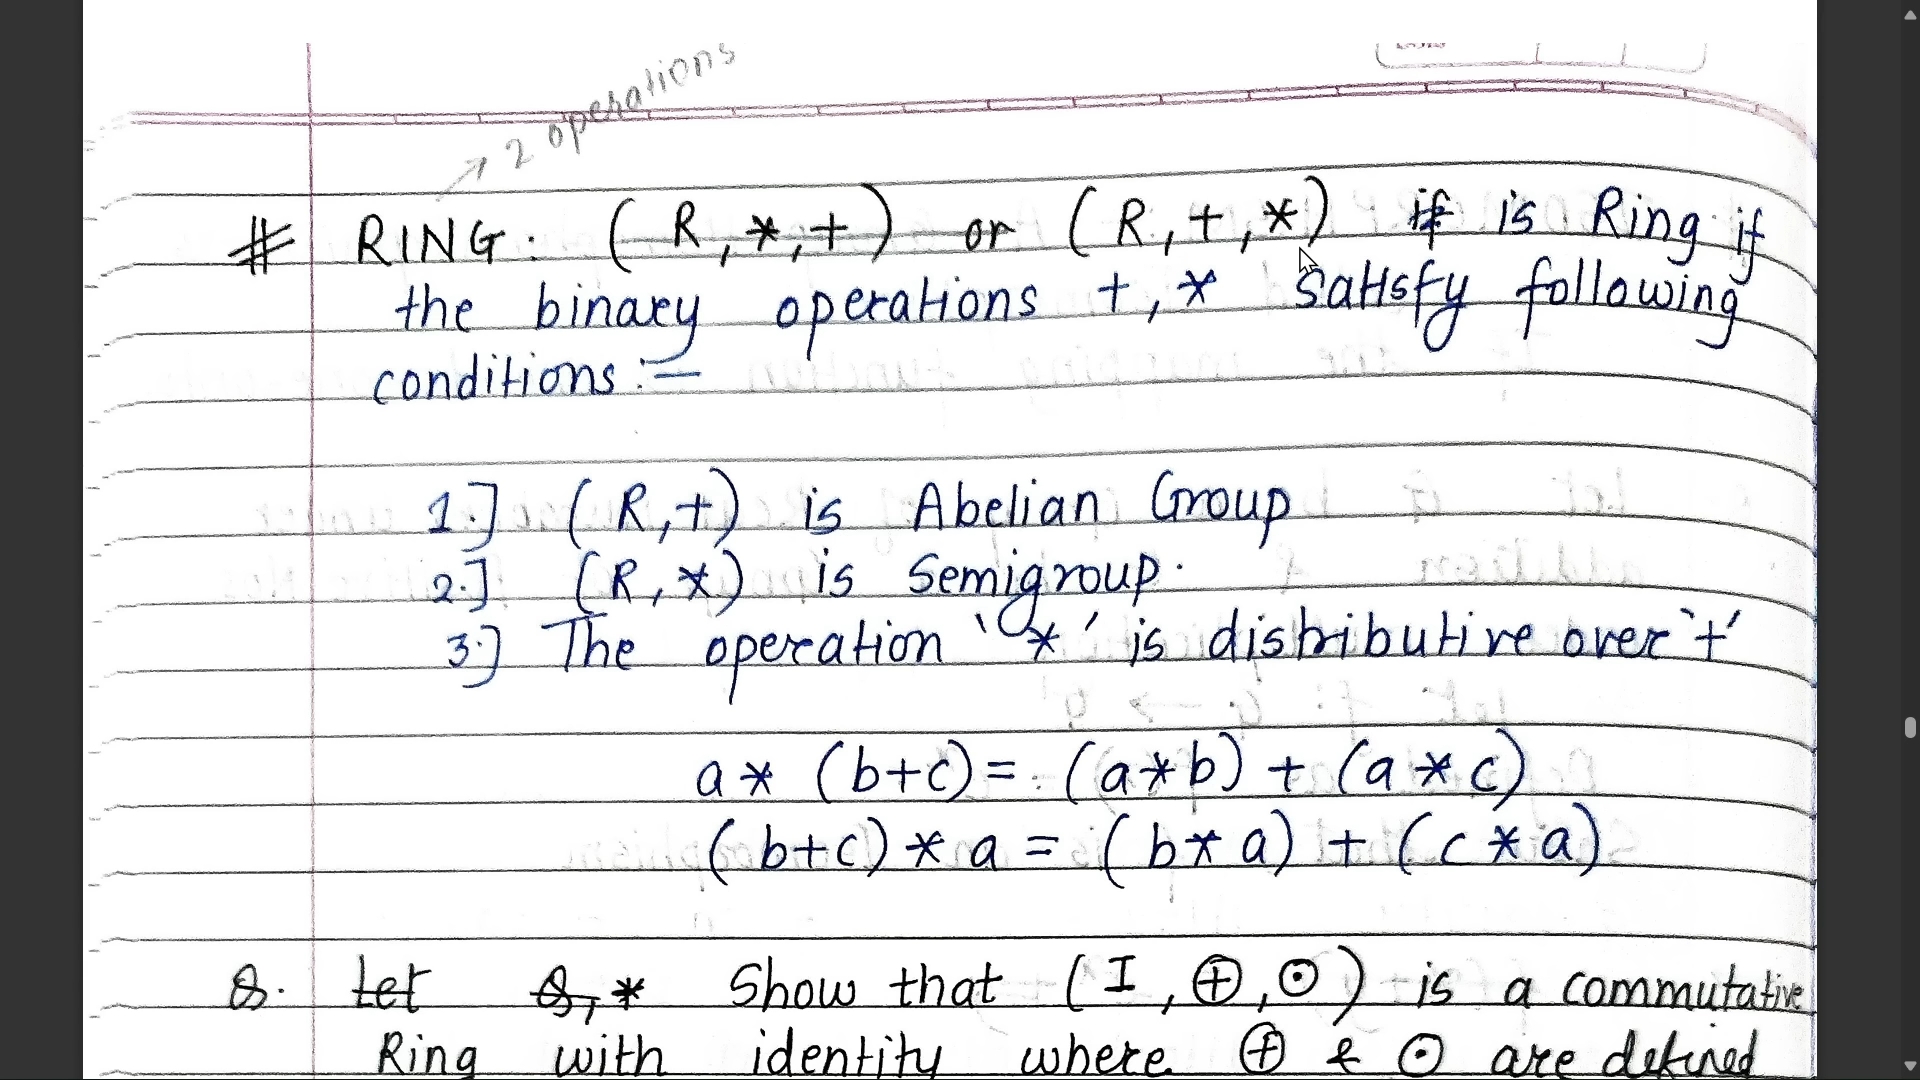 → 2 operations
# RING: (R,*,+) or (R,+,*) if is Ring if
the binary operations +,* satisfy following
conditions:-
1.] (R,+) is Abelian Group
2.] (R,*) is Semigroup.
3.] The operation '*' is distributive over '+'
a* (b+c)= (a*b) + (a*c)
(b+c)*a = (b*a) + (c*a)
Q. Let Q,* Show that (I,⊕,⊙) is a commutative
Ring with identity where ⊕ & ⊙ are defined